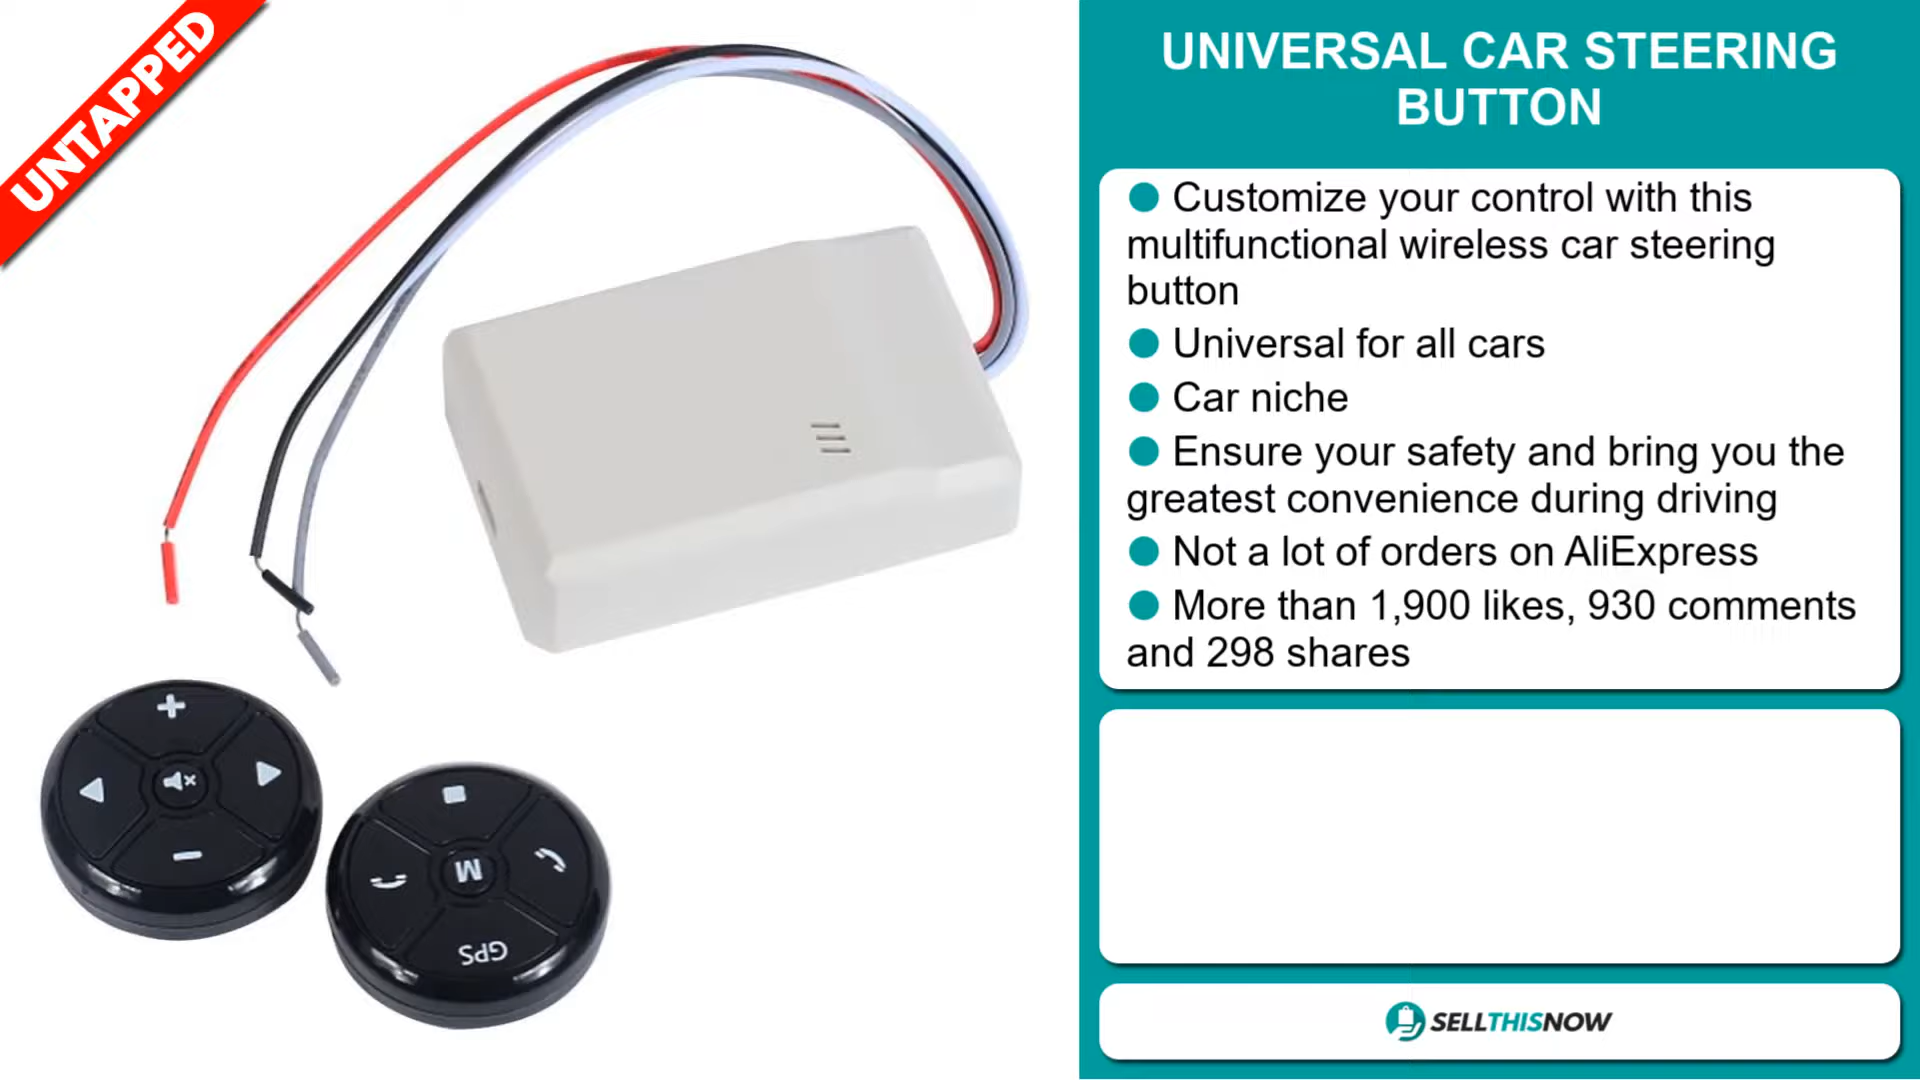 UNTAPPED
UNIVERSAL CAR STEERING
BUTTON
Customize your control with this
multifunctional wireless car steering
button
Universal for all cars
Car niche
Ensure your safety and bring you the
greatest convenience during driving
Not a lot of orders on AliExpress
More than 1,900 likes, 930 comments
and 298 shares
M
GPS
SELLTHISNOW